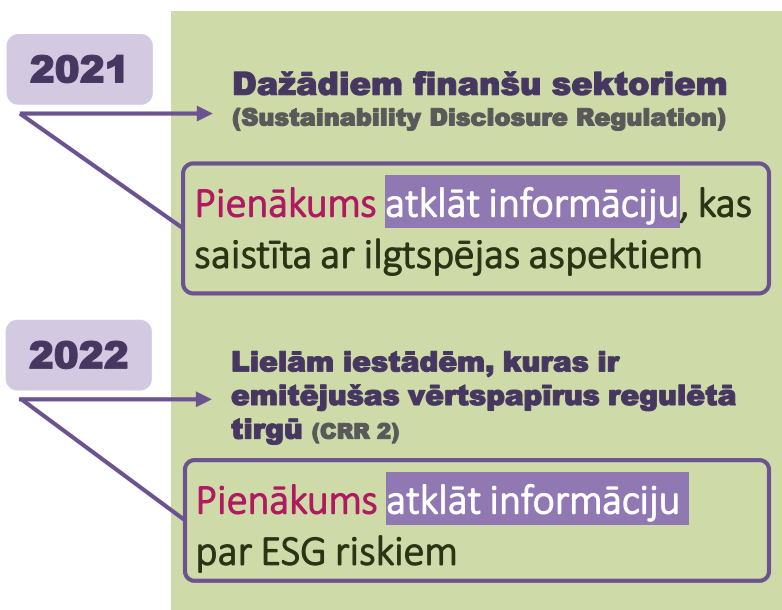 2021
Dažādiem finanšu sektoriem
(Sustainability Disclosure Regulation)
Pienākums atklāt informāciju, kas
saistīta ar ilgtspējas aspektiem
2022
Lielām iestādēm, kuras ir
emitējušas vērtspapīrus regulētā
tirgū (CRR 2)
Pienākums atklāt informāciju
par ESG riskiem